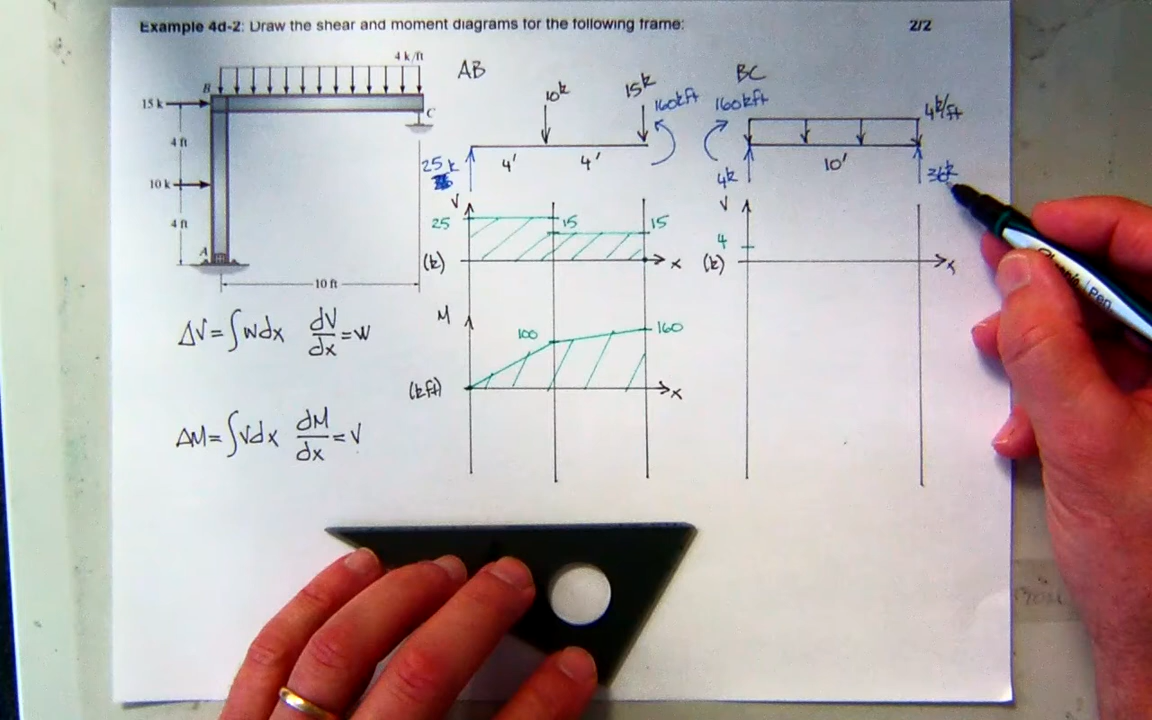 Example 4d-2: Draw the shear and moment diagrams for the following frame:
2/2
4 k/ft
B
15 k
C
4 ft
10 k
4 ft
A
10 ft
ΔV=∫wdx dV/dx=w
ΔM=∫Vdx dM/dx=V
AB
10k
15k
160kft
25k
4'
4'
V
25
15
15
(k)
x
M
100
160
(kft)
x
BC
160kft
4k/ft
10'
4k
36k
V
4
(k)
x